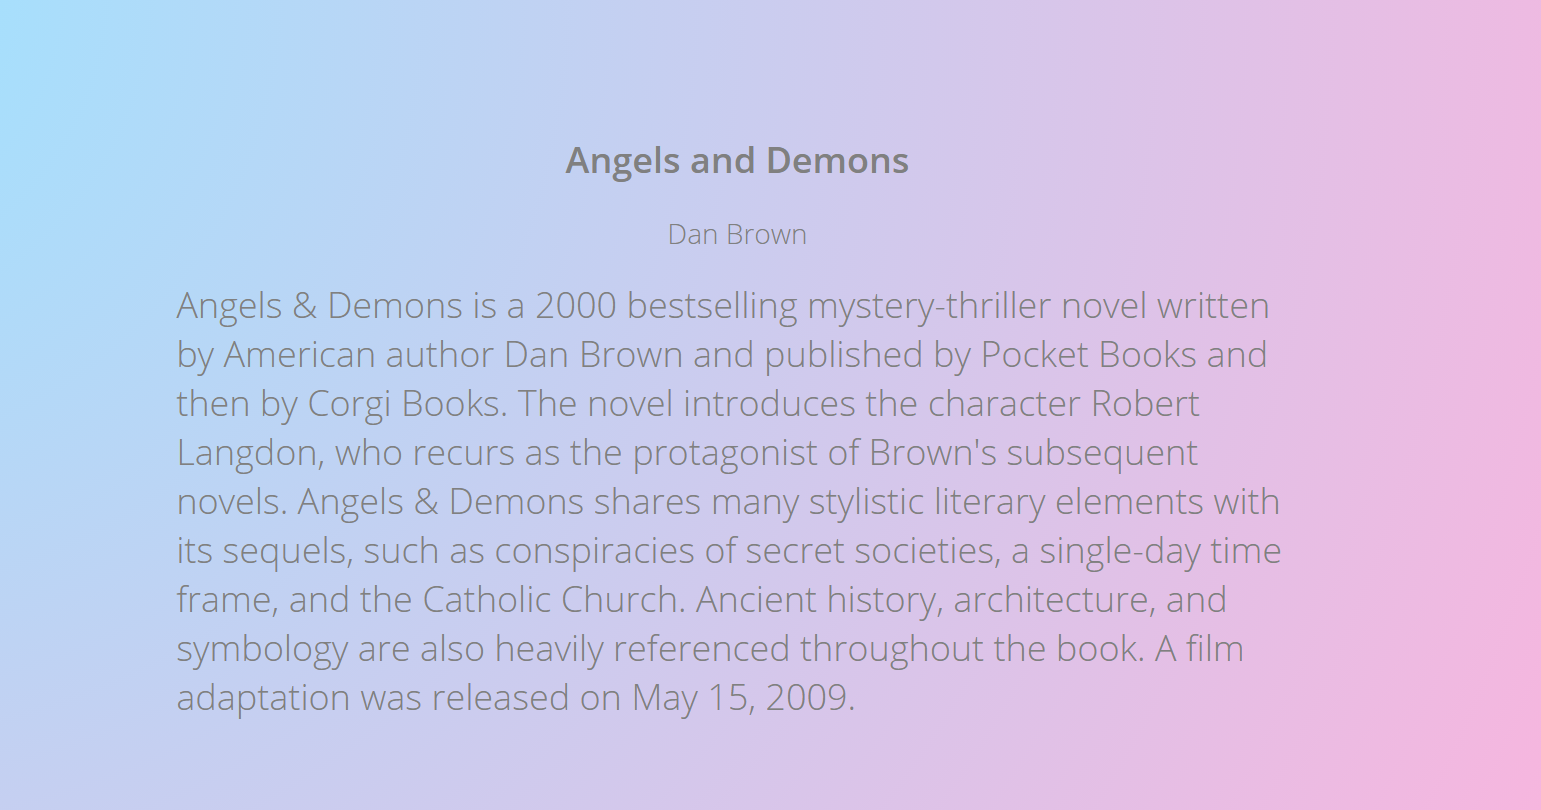 Angels and Demons
Dan Brown
Angels & Demons is a 2000 bestselling mystery-thriller novel written
by American author Dan Brown and published by Pocket Books and
then by Corgi Books. The novel introduces the character Robert
Langdon, who recurs as the protagonist of Brown's subsequent
novels. Angels & Demons shares many stylistic literary elements with
its sequels, such as conspiracies of secret societies, a single-day time
frame, and the Catholic Church. Ancient history, architecture, and
symbology are also heavily referenced throughout the book. A film
adaptation was released on May 15, 2009.